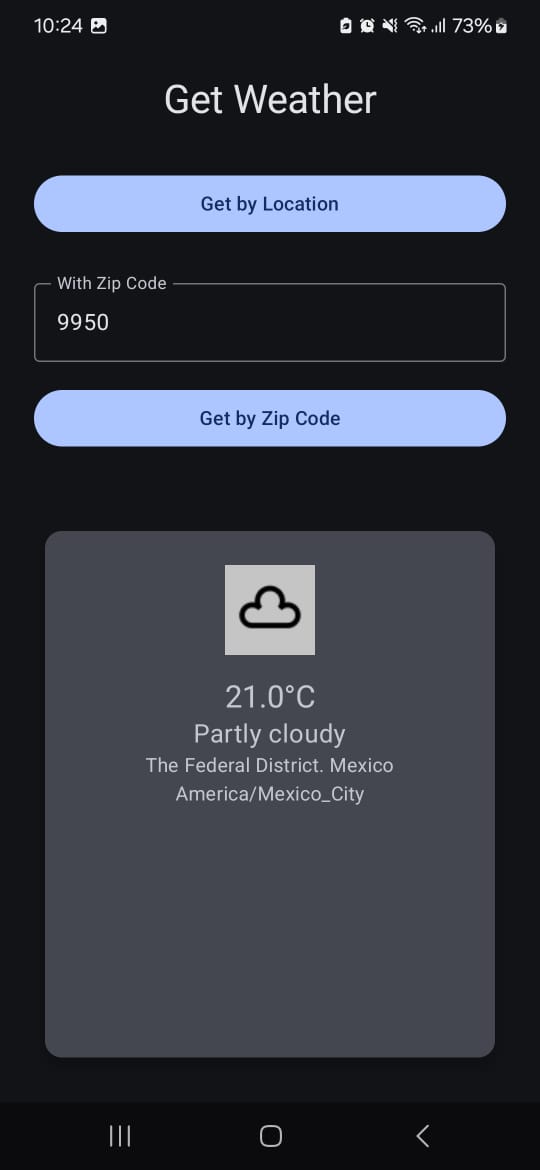 10:24
73%
Get Weather
Get by Location
With Zip Code
9950
Get by Zip Code
21.0°C
Partly cloudy
The Federal District. Mexico
America/Mexico_City